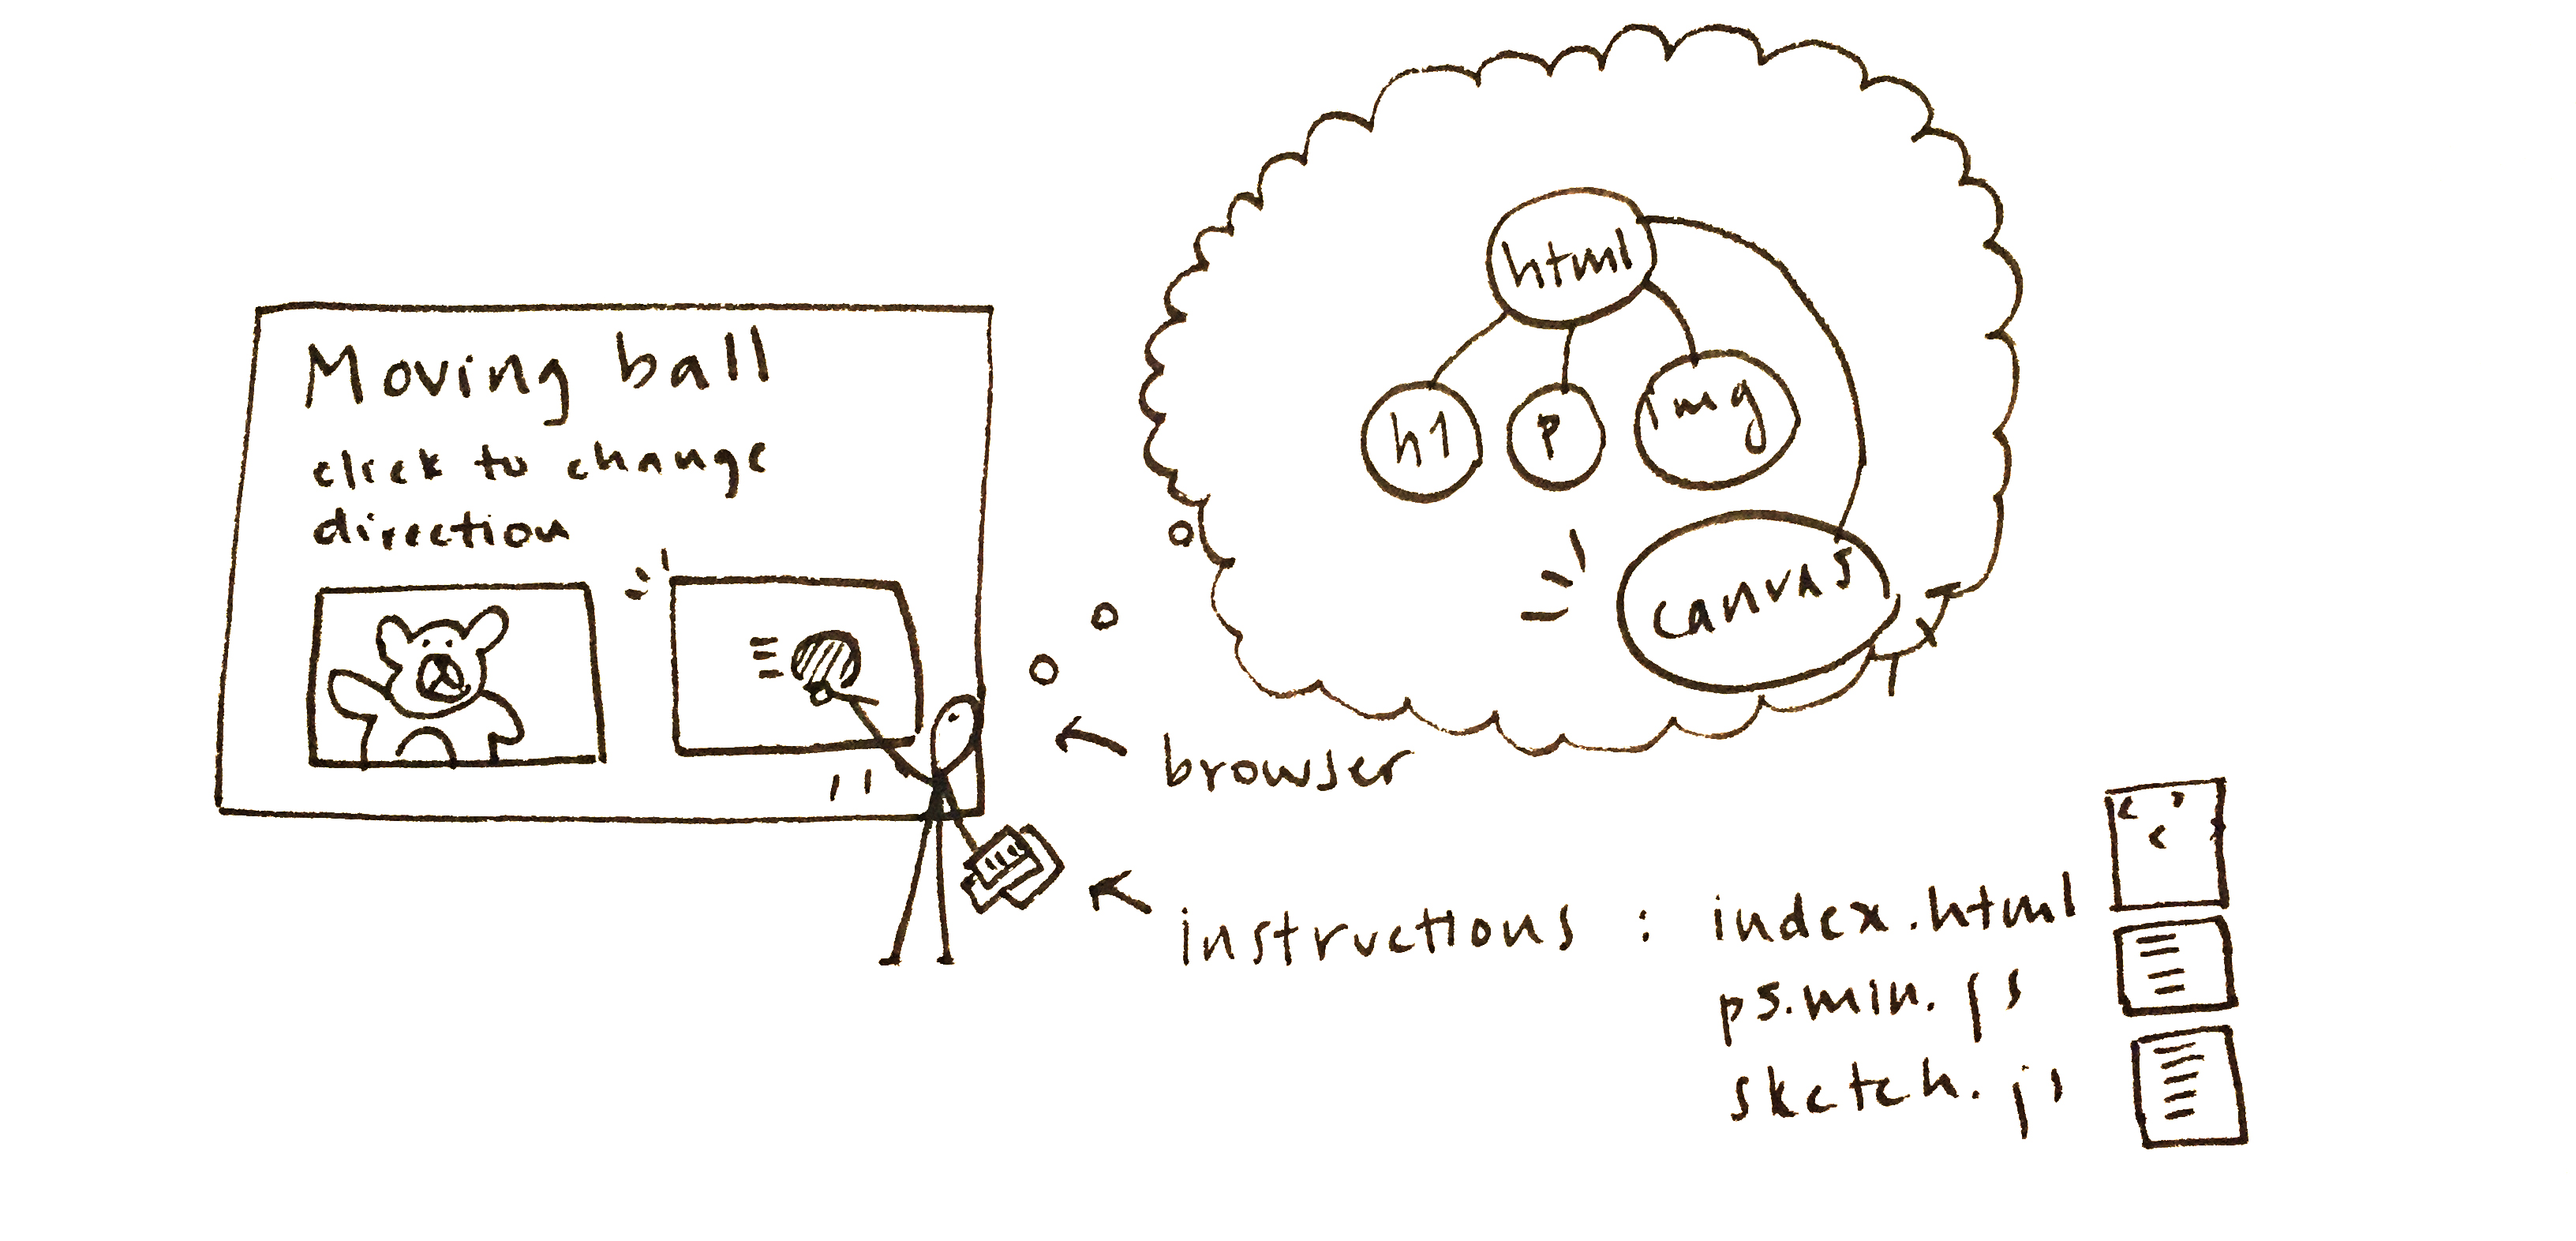 Moving ball
click to change
direction
html
h1
p
img
canvas
browser
instructions : index.html
p5.min.js
sketch.js